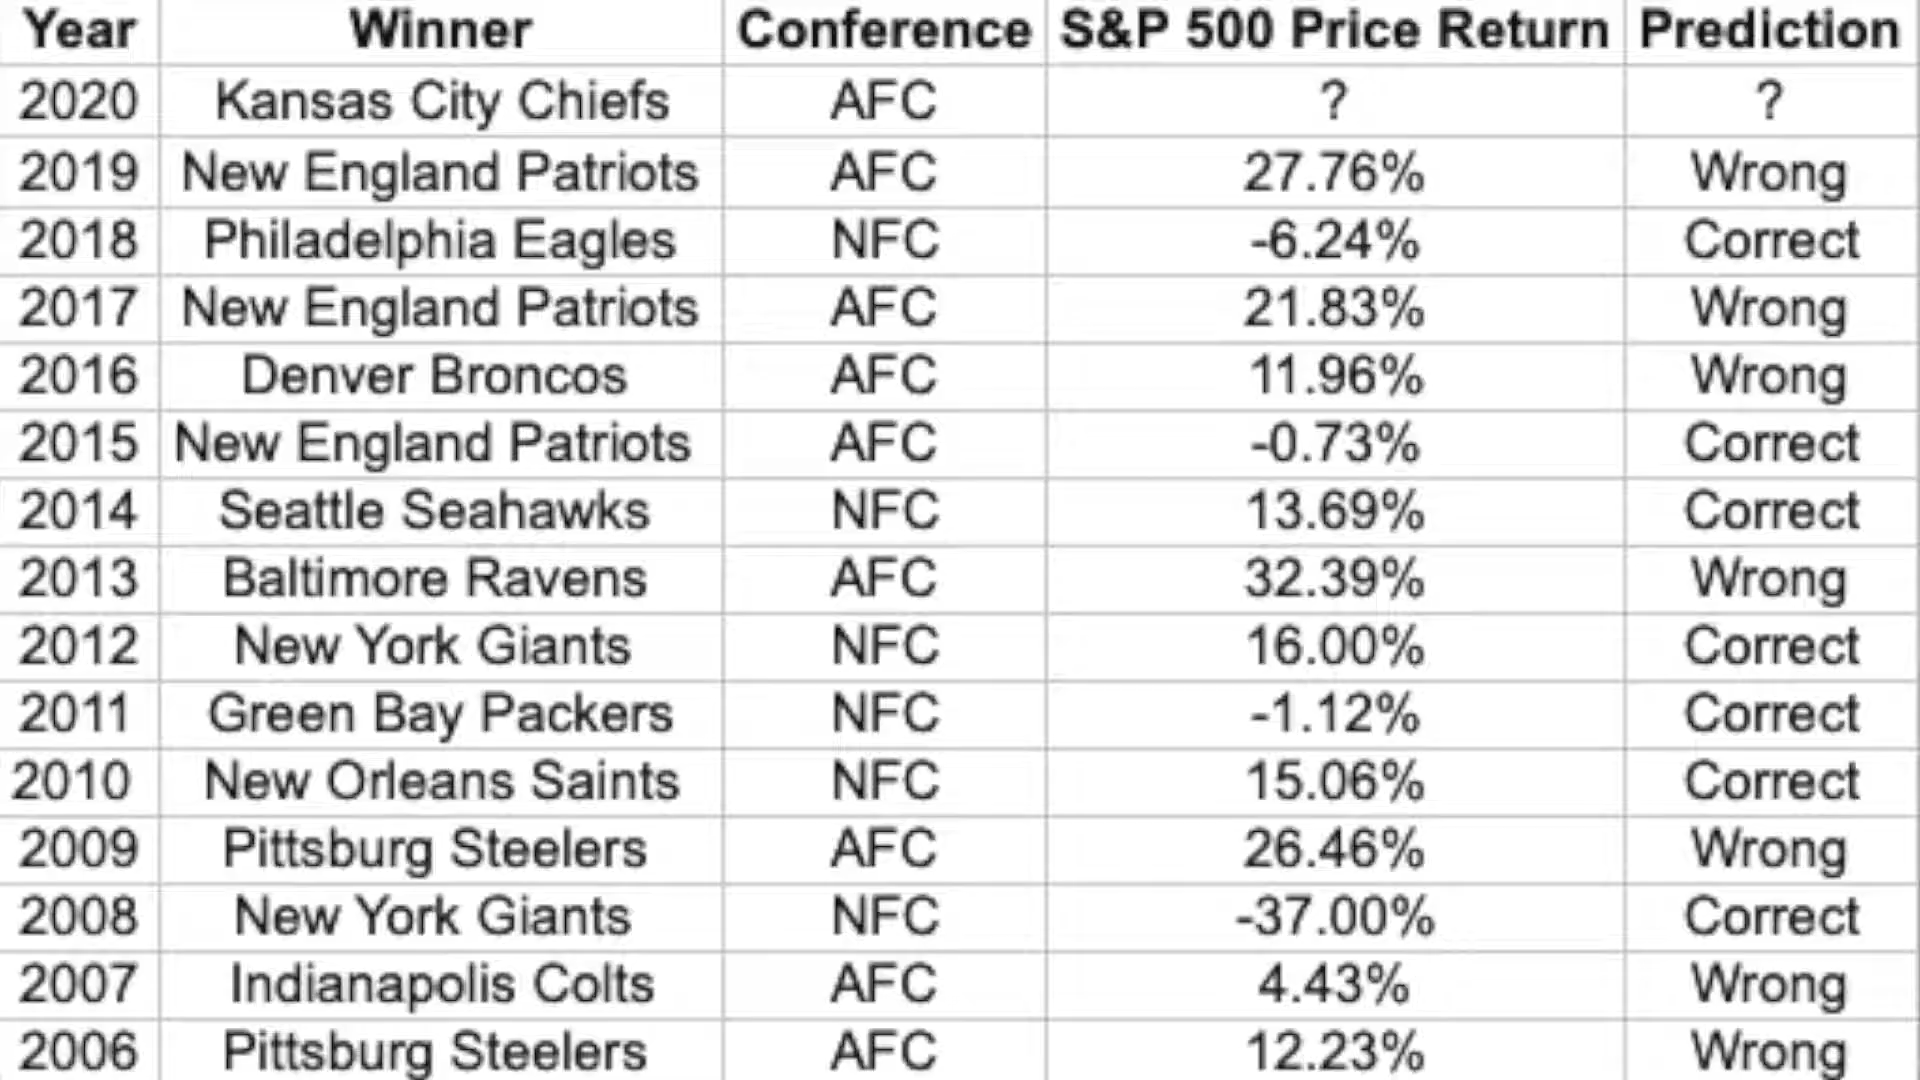 Year Winner Conference S&P 500 Price Return Prediction
2020 Kansas City Chiefs AFC ? ?
2019 New England Patriots AFC 27.76% Wrong
2018 Philadelphia Eagles NFC -6.24% Correct
2017 New England Patriots AFC 21.83% Wrong
2016 Denver Broncos AFC 11.96% Wrong
2015 New England Patriots AFC -0.73% Correct
2014 Seattle Seahawks NFC 13.69% Correct
2013 Baltimore Ravens AFC 32.39% Wrong
2012 New York Giants NFC 16.00% Correct
2011 Green Bay Packers NFC -1.12% Correct
2010 New Orleans Saints NFC 15.06% Correct
2009 Pittsburg Steelers AFC 26.46% Wrong
2008 New York Giants NFC -37.00% Correct
2007 Indianapolis Colts AFC 4.43% Wrong
2006 Pittsburg Steelers AFC 12.23% Wrong